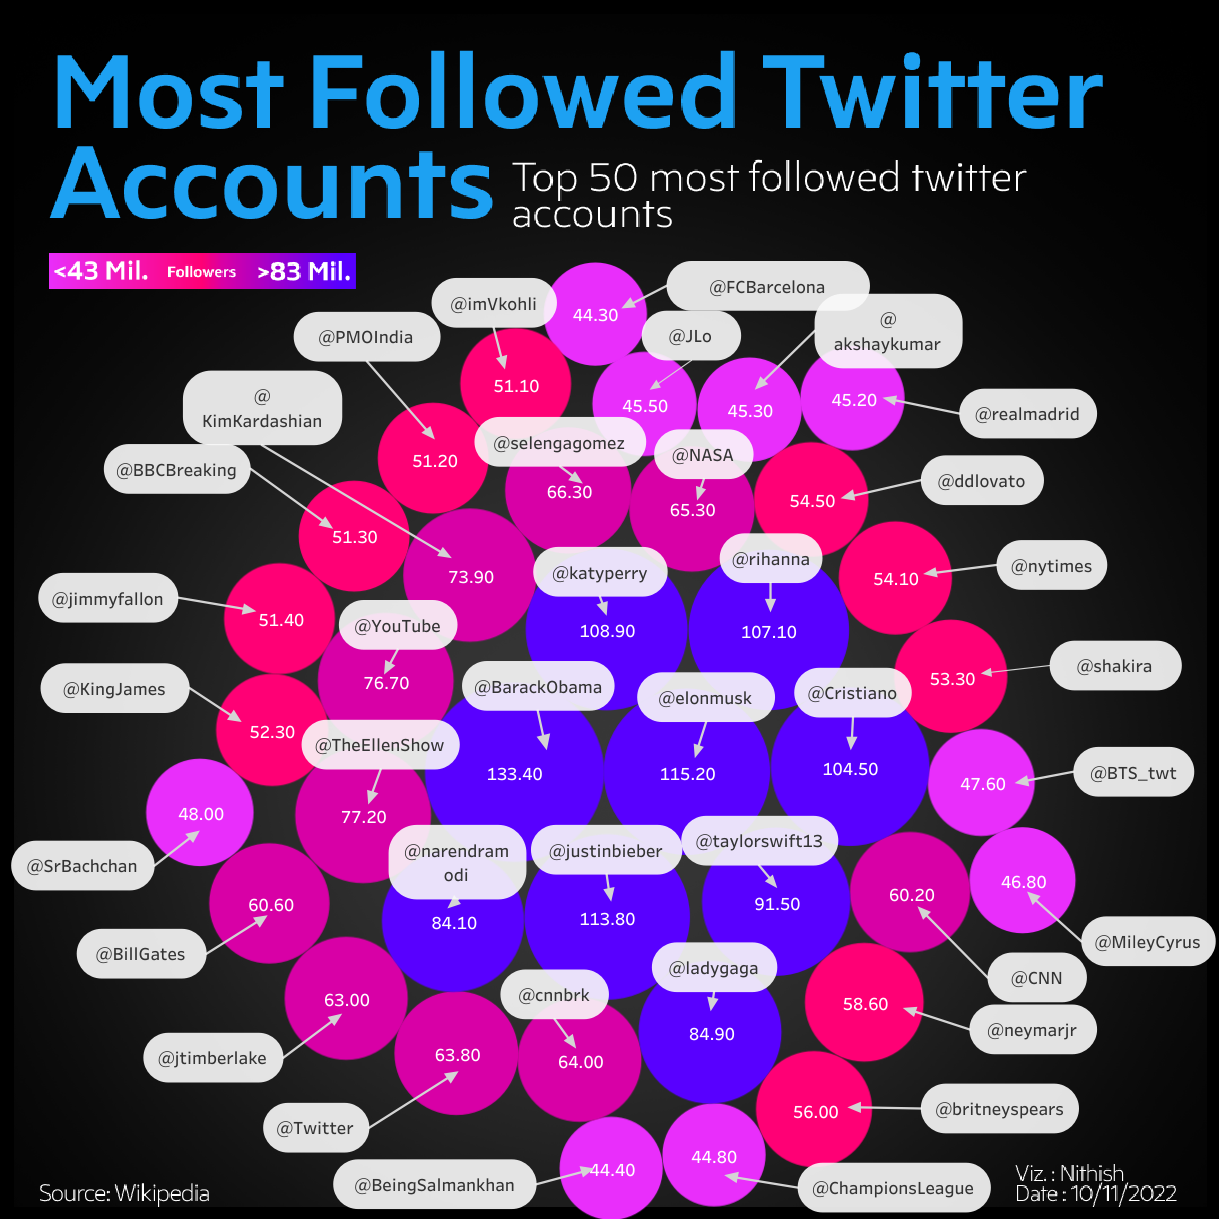 Most Followed Twitter
Accounts
Top 50 most followed twitter
accounts
<43 Mil. Followers >83 Mil.
@imVkohli
44.30
@FCBarcelona
@PMOIndia
@JLo
@
akshaykumar
51.10
45.50
45.30
45.20
@realmadrid
@
KimKardashian
@BBCBreaking
51.20
@selengagomez
@NASA
@ddlovato
66.30
65.30
54.50
51.30
73.90
@katyperry
@rihanna
54.10
@nytimes
@jimmyfallon
51.40
@YouTube
108.90
107.10
@shakira
53.30
@KingJames
76.70
@BarackObama
@elonmusk
@Cristiano
52.30
@TheEllenShow
133.40
115.20
104.50
47.60
@BTS_twt
48.00
77.20
@SrBachchan
@narendram
odi
@justinbieber
@taylorswift13
46.80
60.60
84.10
113.80
91.50
60.20
@BillGates
@MileyCyrus
@ladygaga
@CNN
63.00
@cnnbrk
58.60
@neymarjr
@jtimberlake
63.80
64.00
84.90
@Twitter
56.00
@britneyspears
44.40
44.80
@BeingSalmankhan
@ChampionsLeague
Source: Wikipedia
Viz. : Nithish
Date : 10/11/2022